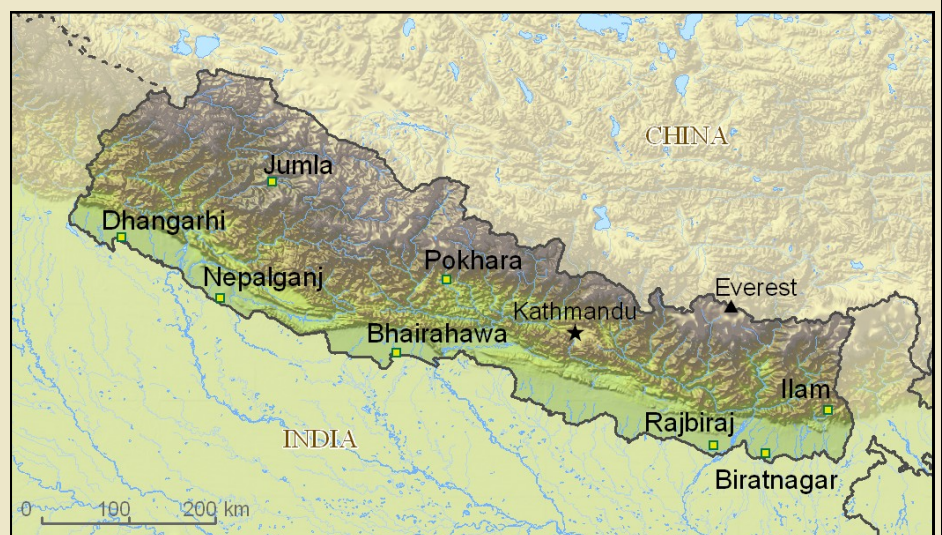 CHINA
Jumla
Dhangarhi
Nepalganj
Pokhara
Everest
Kathmandu
Bhairahawa
Ilam
Rajbiraj
INDIA
Biratnagar
0 100 200 km